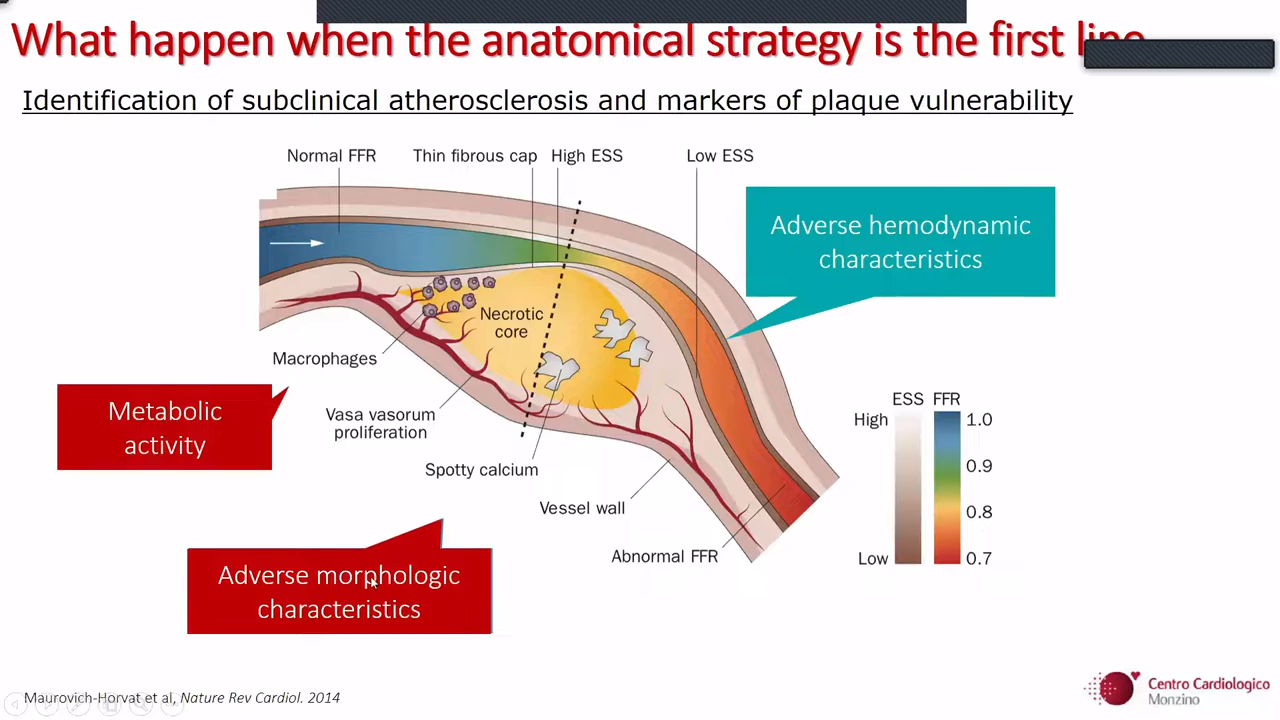 What happen when the anatomical strategy is the first line
Identification of subclinical atherosclerosis and markers of plaque vulnerability
Normal FFR
Thin fibrous cap
High ESS
Low ESS
Adverse hemodynamic
characteristics
Necrotic
core
Macrophages
Metabolic
activity
Vasa vasorum
proliferation
Spotty calcium
Vessel wall
Abnormal FFR
ESS FFR
High 1.0
0.9
0.8
Low 0.7
Adverse morphologic
characteristics
Maurovich-Horvat et al, Nature Rev Cardiol. 2014
Centro Cardiologico
Monzino